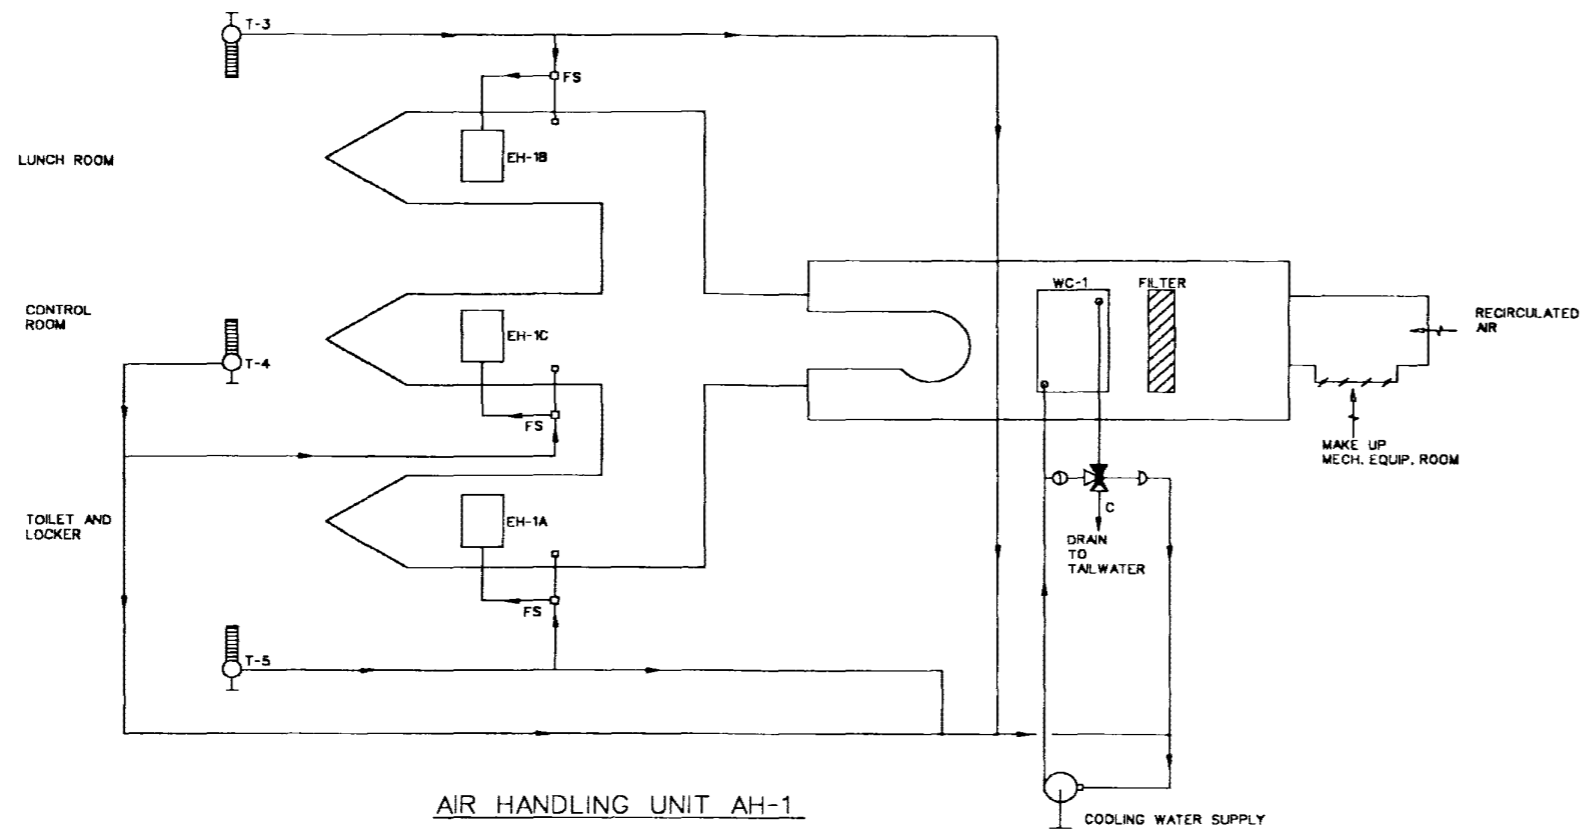 T-3
FS
LUNCH ROOM
EH-1B
WC-1
FILTER
CONTROL
ROOM
EH-1C
RECIRCULATED
AIR
T-4
FS
MAKE UP
MECH. EQUIP. ROOM
C
TOILET AND
LOCKER
EH-1A
DRAIN
TO
TAILWATER
FS
T-5
AIR HANDLING UNIT AH-1
COOLING WATER SUPPLY